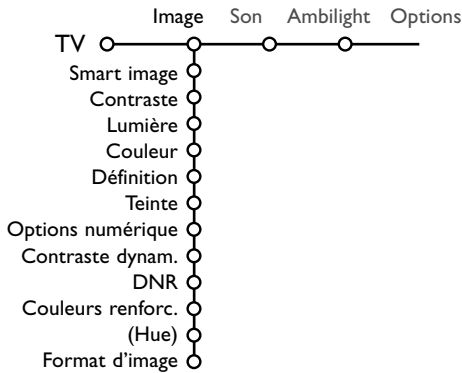 Image Son Ambilight Options
TV
Smart image
Contraste
Lumière
Couleur
Définition
Teinte
Options numérique
Contraste dynam.
DNR
Couleurs renforc.
(Hue)
Format d'image